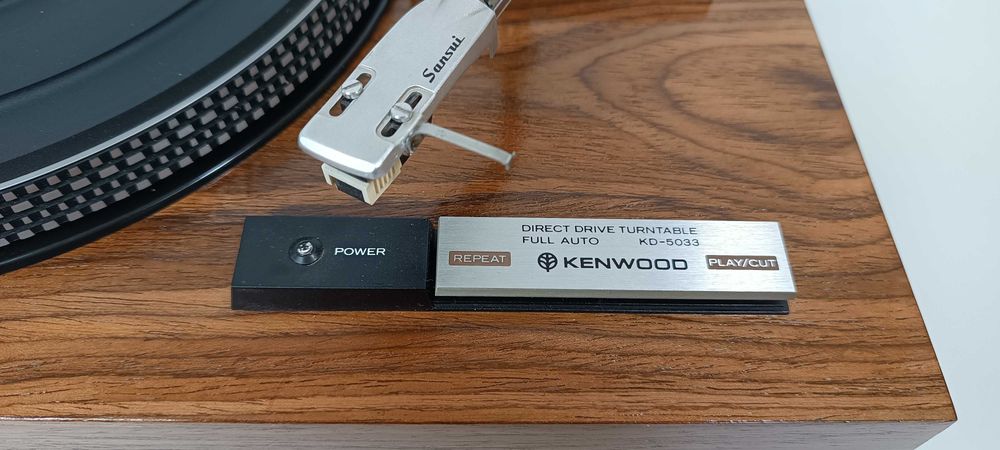 Sansui
POWER
DIRECT DRIVE TURNTABLE
FULL AUTO KD-5033
REPEAT KENWOOD PLAY/CUT